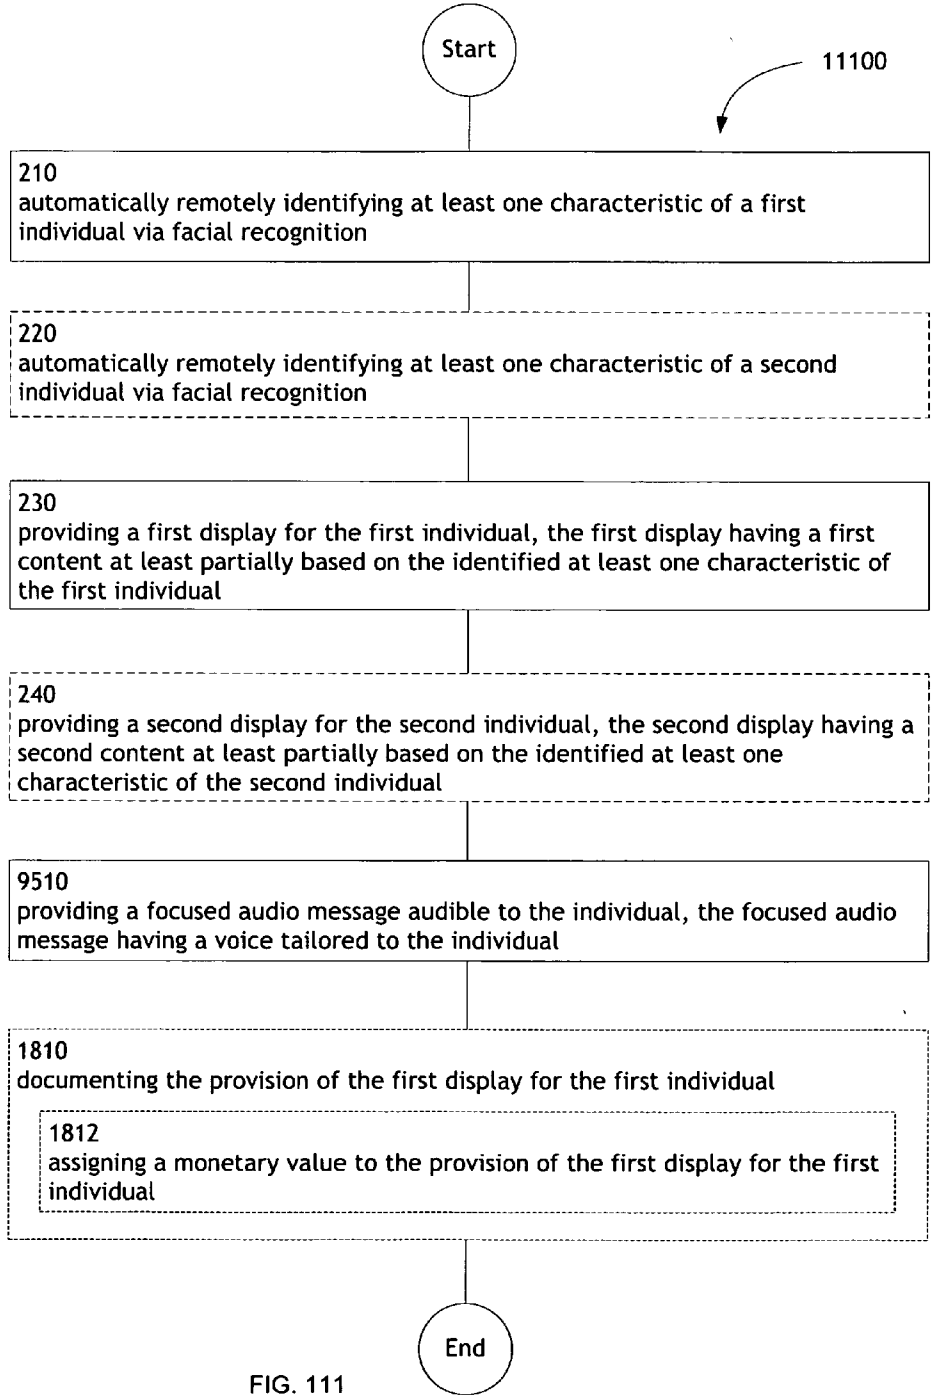 Start
11100
210
automatically remotely identifying at least one characteristic of a first
individual via facial recognition
220
automatically remotely identifying at least one characteristic of a second
individual via facial recognition
230
providing a first display for the first individual, the first display having a first
content at least partially based on the identified at least one characteristic of
the first individual
240
providing a second display for the second individual, the second display having a
second content at least partially based on the identified at least one
characteristic of the second individual
9510
providing a focused audio message audible to the individual, the focused audio
message having a voice tailored to the individual
1810
documenting the provision of the first display for the first individual
1812
assigning a monetary value to the provision of the first display for the first
individual
End
FIG. 111